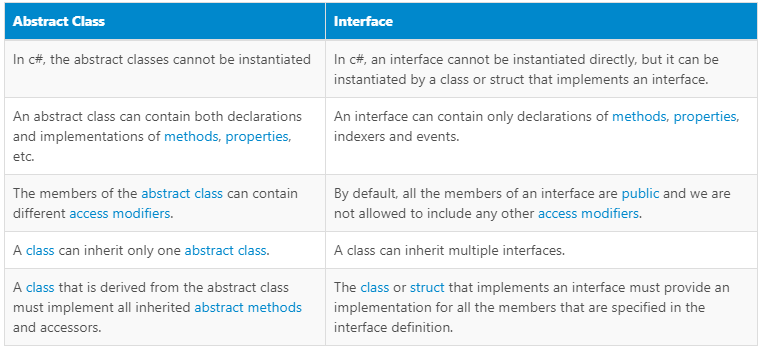 Abstract Class
Interface
In c#, the abstract classes cannot be instantiated
In c#, an interface cannot be instantiated directly, but it can be
instantiated by a class or struct that implements an interface.
An abstract class can contain both declarations
and implementations of methods, properties,
etc.
An interface can contain only declarations of methods, properties,
indexers and events.
The members of the abstract class can contain
different access modifiers.
By default, all the members of an interface are public and we are
not allowed to include any other access modifiers.
A class can inherit only one abstract class.
A class can inherit multiple interfaces.
A class that is derived from the abstract class
must implement all inherited abstract methods
and accessors.
The class or struct that implements an interface must provide an
implementation for all the members that are specified in the
interface definition.